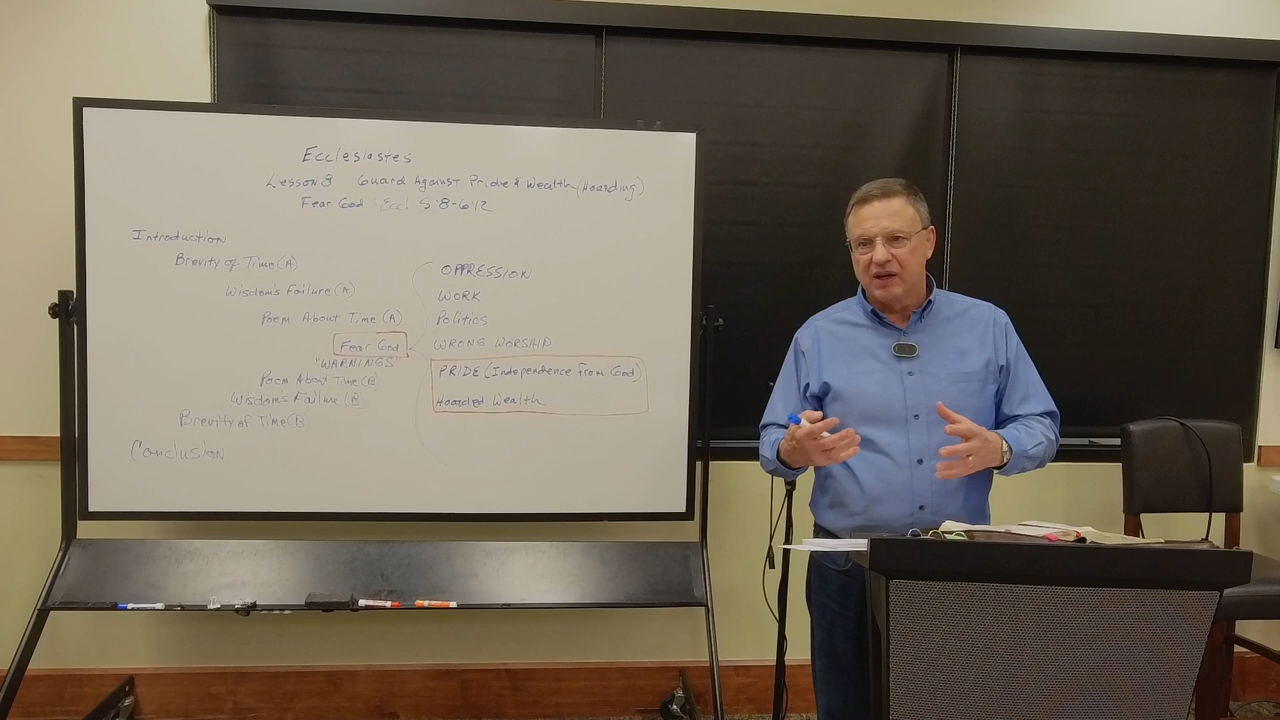 Ecclesiastes
Lesson 8 Guard Against Pride & Wealth (Hoarding)
Fear God Eccl 5:8-6:12
Introduction
Brevity of Time (A)
Wisdom's Failure (A)
Poem About Time (A)
Fear God
"WARNINGS"
Poem About Time (B)
Wisdom's Failure (B)
Brevity of Time (B)
Conclusion
OPPRESSION
WORK
Politics
WRONG WORSHIP
PRIDE (Independence from God)
Hoarded Wealth